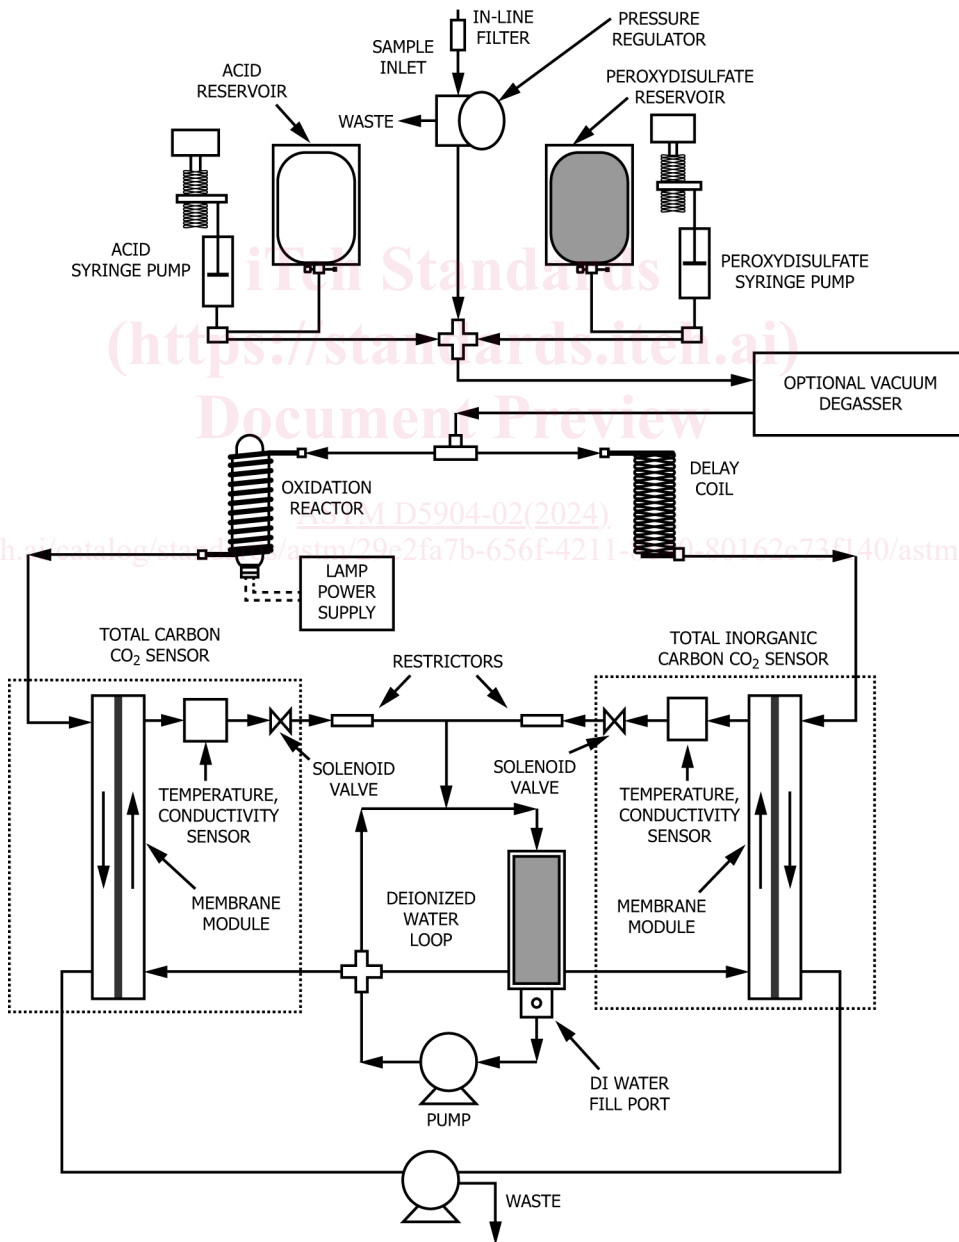 IN-LINE
FILTER
PRESSURE
REGULATOR
SAMPLE
INLET
ACID
RESERVOIR
PEROXYDISULFATE
RESERVOIR
WASTE
ACID
SYRINGE PUMP
PEROXYDISULFATE
SYRINGE PUMP
iTeh Standards
(https://standards.iteh.ai)
Document Preview
OPTIONAL VACUUM
DEGASSER
OXIDATION
REACTOR
DELAY
COIL
ASTM D5904-02(2024)
LAMP
POWER
SUPPLY
TOTAL CARBON
CO₂ SENSOR
RESTRICTORS
TOTAL INORGANIC
CARBON CO₂ SENSOR
SOLENOID
VALVE
SOLENOID
VALVE
TEMPERATURE,
CONDUCTIVITY
SENSOR
TEMPERATURE,
CONDUCTIVITY
SENSOR
MEMBRANE
MODULE
DEIONIZED
WATER
LOOP
MEMBRANE
MODULE
DI WATER
FILL PORT
PUMP
WASTE